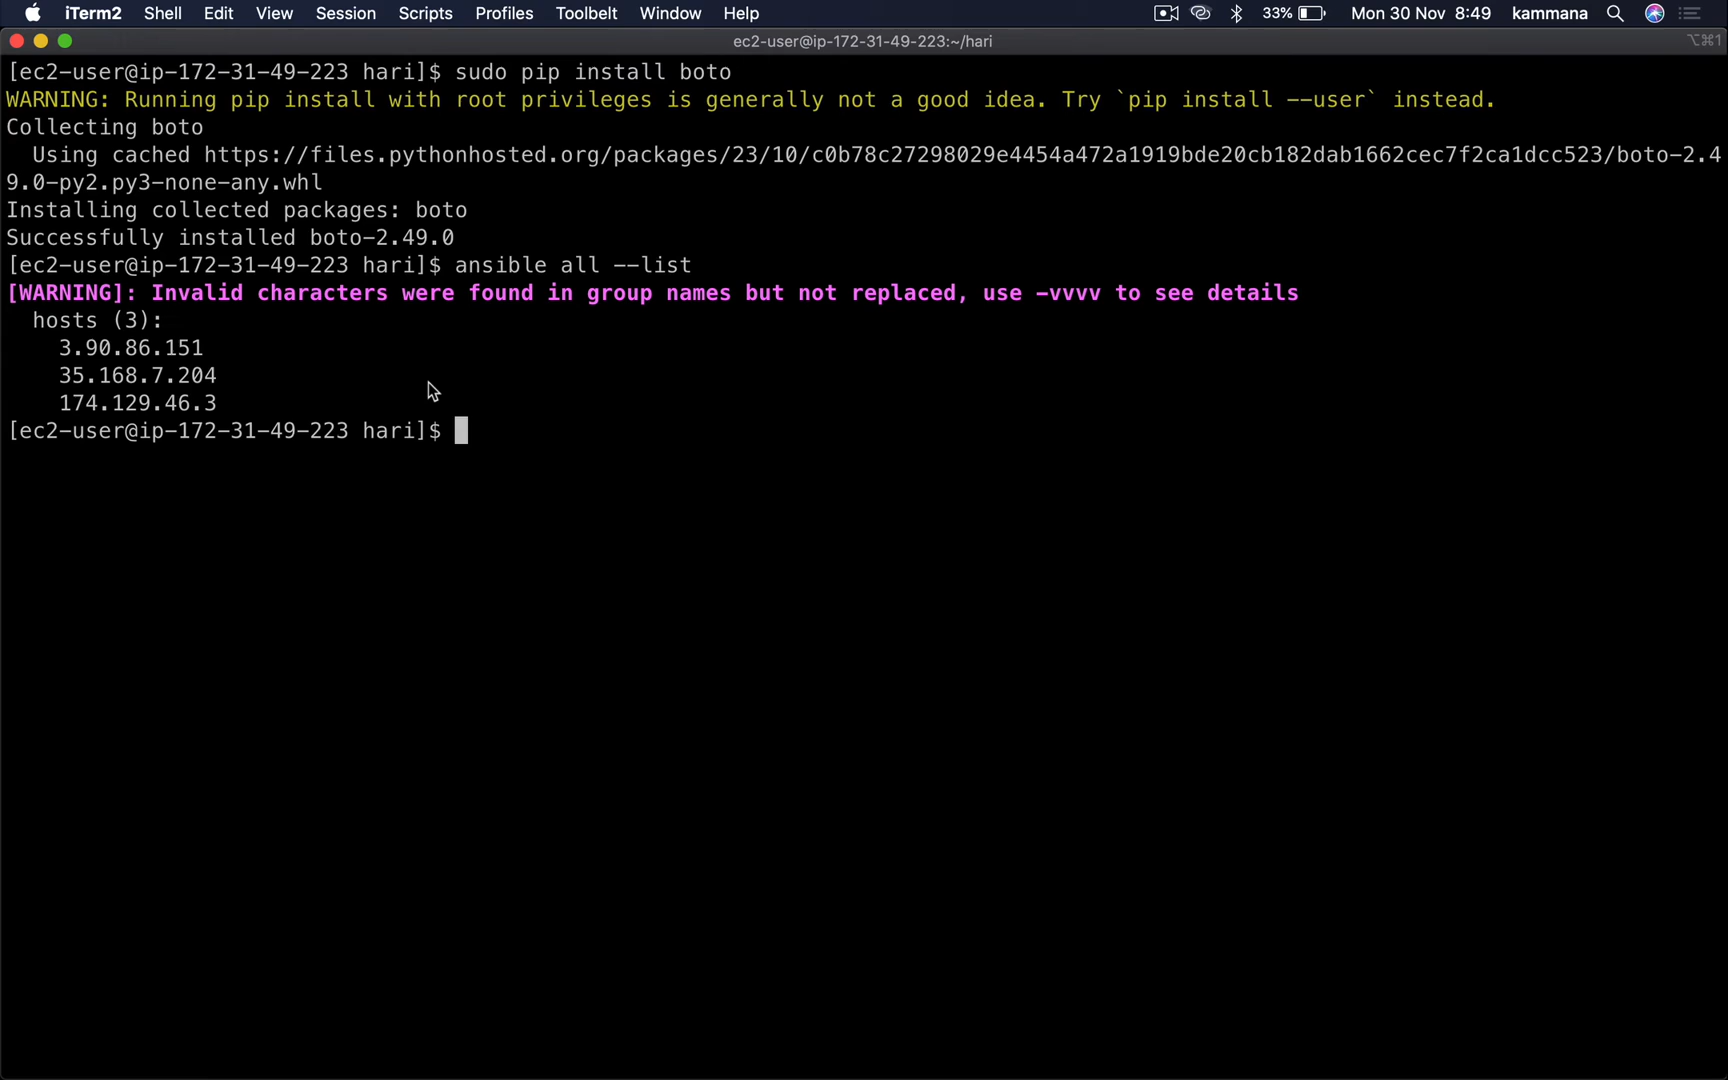 iTerm2 Shell Edit View Session Scripts Profiles Toolbelt Window Help 33% Mon 30 Nov 8:49 kammana
ec2-user@ip-172-31-49-223:~/hari ⌥⌘1
[ec2-user@ip-172-31-49-223 hari]$ sudo pip install boto
WARNING: Running pip install with root privileges is generally not a good idea. Try `pip install --user` instead.
Collecting boto
  Using cached https://files.pythonhosted.org/packages/23/10/c0b78c27298029e4454a472a1919bde20cb182dab1662cec7f2ca1dcc523/boto-2.4
9.0-py2.py3-none-any.whl
Installing collected packages: boto
Successfully installed boto-2.49.0
[ec2-user@ip-172-31-49-223 hari]$ ansible all --list
[WARNING]: Invalid characters were found in group names but not replaced, use -vvvv to see details
  hosts (3):
    3.90.86.151
    35.168.7.204
    174.129.46.3
[ec2-user@ip-172-31-49-223 hari]$